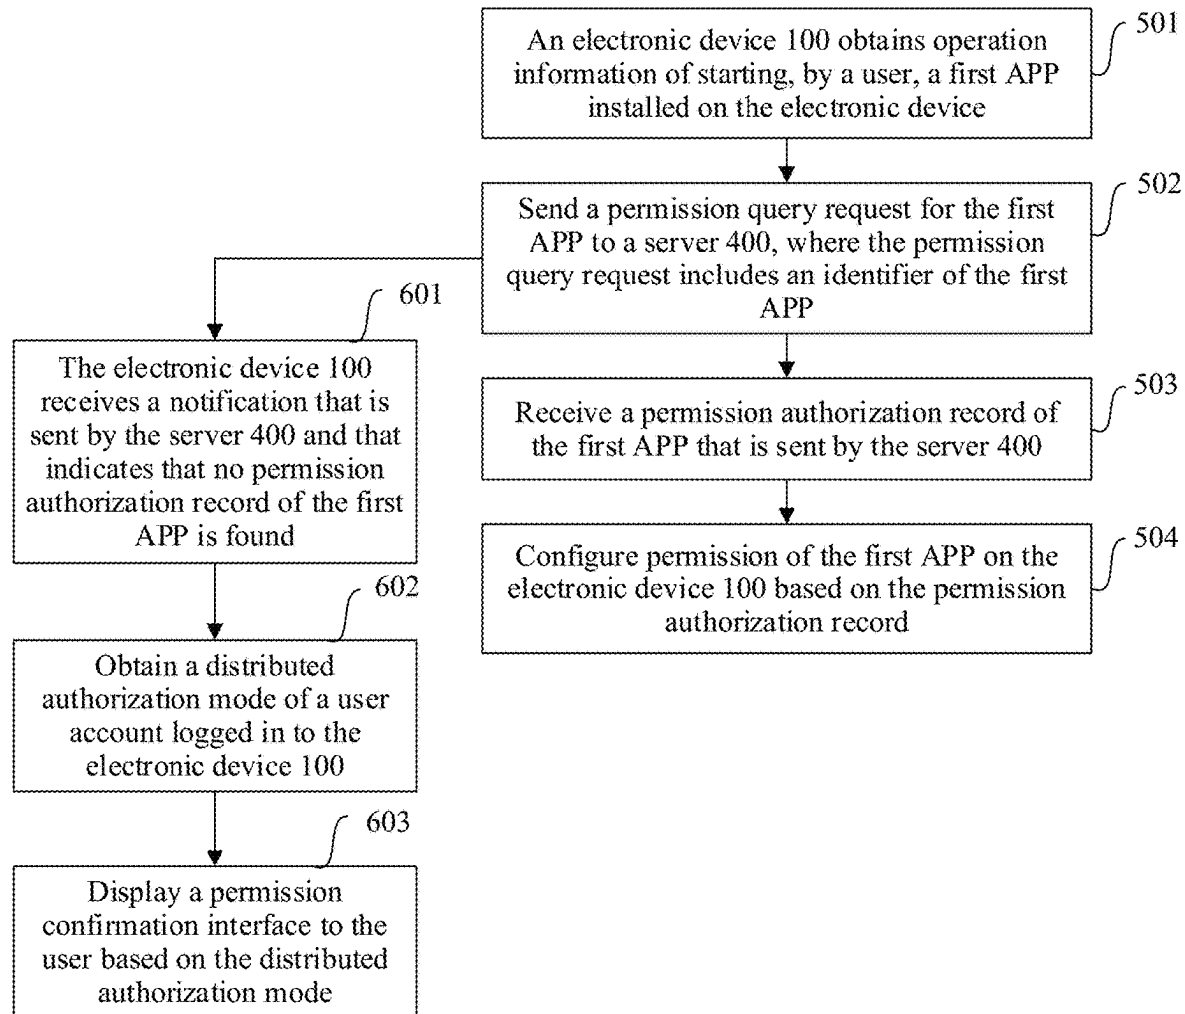 An electronic device 100 obtains operation
information of starting, by a user, a first APP
installed on the electronic device
501
Send a permission query request for the first
APP to a server 400, where the permission
query request includes an identifier of the first
APP
502
Receive a permission authorization record of
the first APP that is sent by the server 400
503
Configure permission of the first APP on the
electronic device 100 based on the permission
authorization record
504
601
The electronic device 100
receives a notification that is
sent by the server 400 and that
indicates that no permission
authorization record of the first
APP is found
602
Obtain a distributed
authorization mode of a user
account logged in to the
electronic device 100
603
Display a permission
confirmation interface to the
user based on the distributed
authorization mode